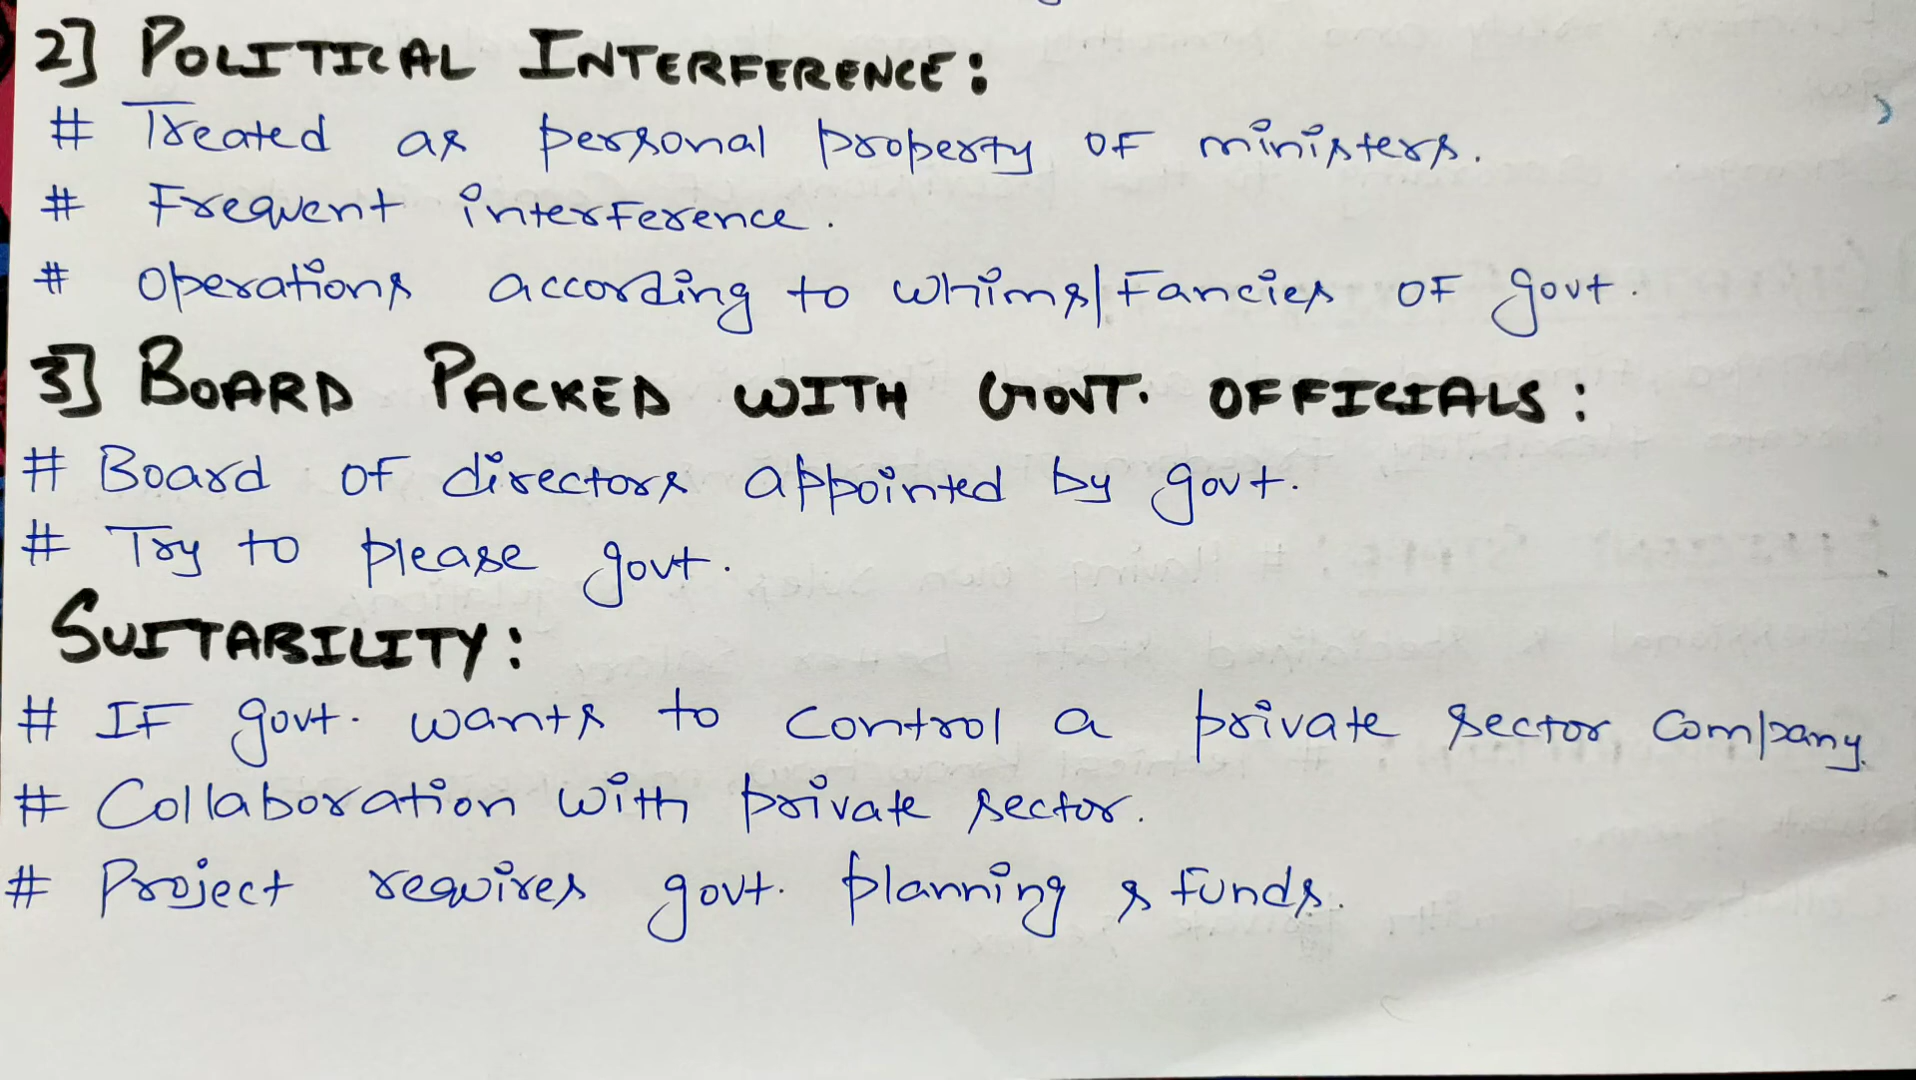 2] POLITICAL INTERFERENCE:
# Treated as personal property of ministers.
# Frequent interference.
# Operations according to whims/Fancies of govt.
3] BOARD PACKED WITH GOVT. OFFICIALS:
# Board of directors appointed by govt.
# Try to please govt.
SUITABILITY:
# IF govt. wants to control a private sector company.
# Collaboration with private sector.
# Project requires govt. planning & funds.